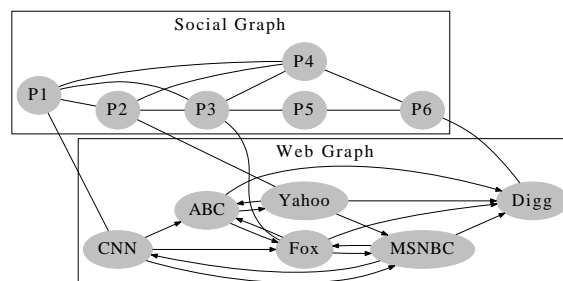 Social Graph
P4
P1
P2
P3
P5
P6
Web Graph
Yahoo
Digg
ABC
CNN
Fox
MSNBC